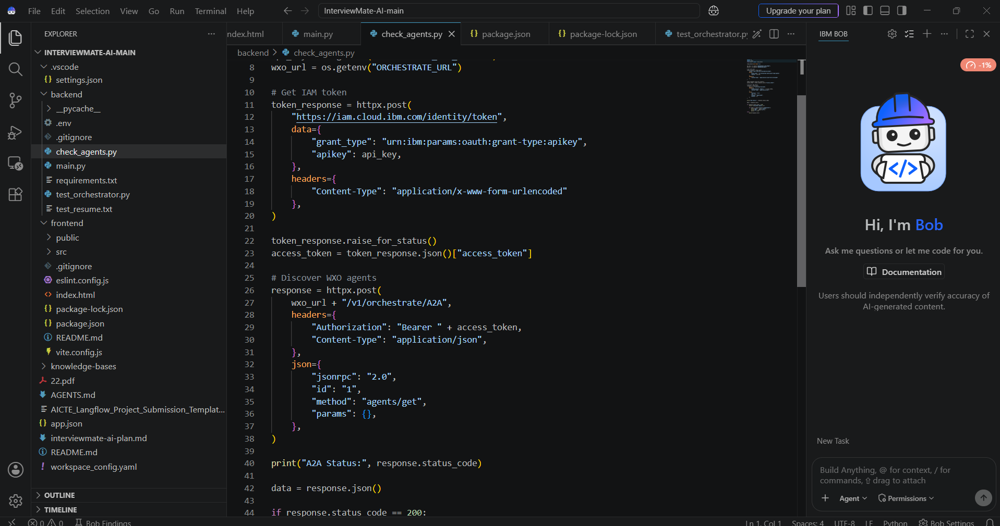 File Edit Selection View Go Run Terminal Help
InterviewMate-AI-main
Upgrade your plan
EXPLORER
INTERVIEWMATE-AI-MAIN
.vscode
settings.json
backend
__pycache__
.env
.gitignore
check_agents.py
main.py
requirements.txt
test_orchestrator.py
test_resume.txt
frontend
public
src
.gitignore
eslint.config.js
index.html
package-lock.json
package.json
README.md
vite.config.js
knowledge-bases
22.pdf
AGENTS.md
AICTE_Langflow_Project_Submission_Templat...
app.json
interviewmate-ai-plan.md
README.md
workspace_config.yaml
OUTLINE
TIMELINE
ndex.html main.py check_agents.py package.json package-lock.json test_orchestrator.py
backend > check_agents.py
8 wxo_url = os.getenv("ORCHESTRATE_URL")
9
10 # Get IAM token
11 token_response = httpx.post(
12 "https://iam.cloud.ibm.com/identity/token",
13 data={
14 "grant_type": "urn:ibm:params:oauth:grant-type:apikey",
15 "apikey": api_key,
16 },
17 headers={
18 "Content-Type": "application/x-www-form-urlencoded"
19 },
20 )
21
22 token_response.raise_for_status()
23 access_token = token_response.json()["access_token"]
24
25 # Discover WXO agents
26 response = httpx.post(
27 wxo_url + "/v1/orchestrate/A2A",
28 headers={
29 "Authorization": "Bearer " + access_token,
30 "Content-Type": "application/json",
31 },
32 json={
33 "jsonrpc": "2.0",
34 "id": "1",
35 "method": "agents/get",
36 "params": {},
37 },
38 )
39
40 print("A2A Status:", response.status_code)
41
42 data = response.json()
43
44 if response.status_code == 200:
IBM BOB
-1%
</>
Hi, I'm Bob
Ask me questions or let me code for you.
Documentation
Users should independently verify accuracy of
AI-generated content.
New Task
Build Anything, @ for context, / for
commands, ⇧ drag to attach
Agent Permissions
0 0 Bob Findings
Ln 1, Col 1 Spaces: 4 UTF-8 LF Python Bob Settings